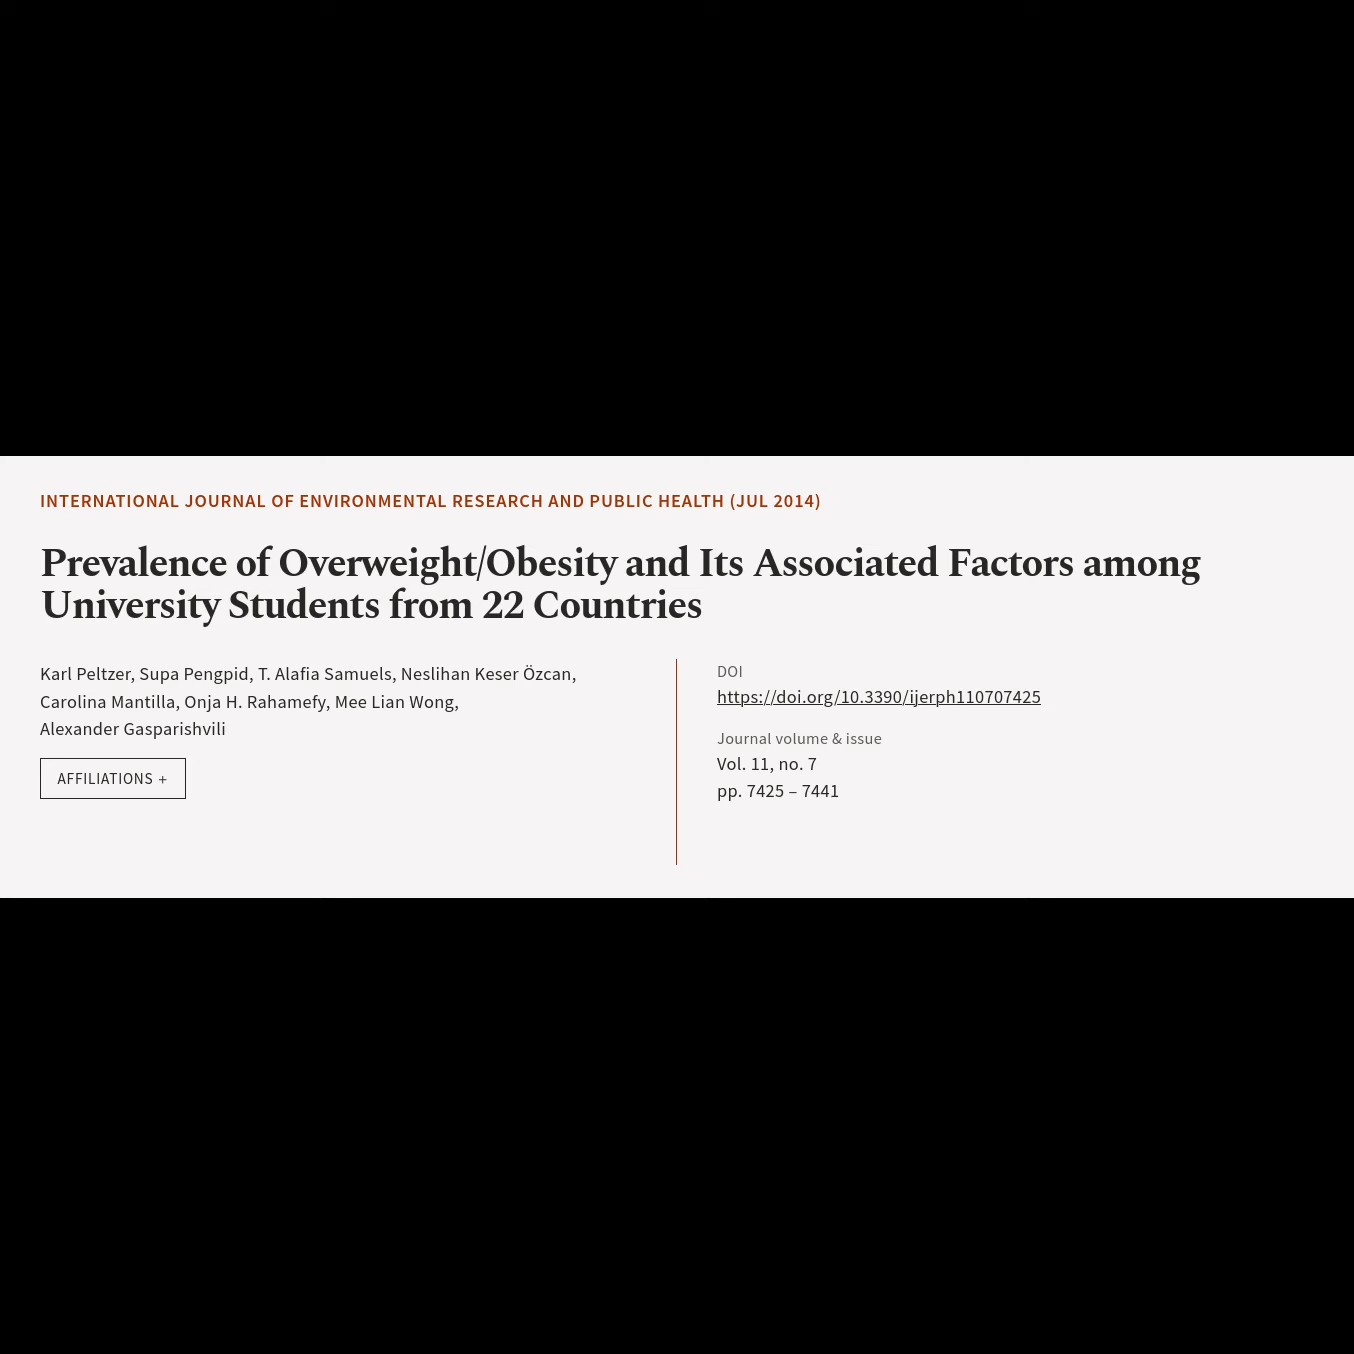 INTERNATIONAL JOURNAL OF ENVIRONMENTAL RESEARCH AND PUBLIC HEALTH (JUL 2014)
Prevalence of Overweight/Obesity and Its Associated Factors among
University Students from 22 Countries
Karl Peltzer, Supa Pengpid, T. Alafia Samuels, Neslihan Keser Özcan,
Carolina Mantilla, Onja H. Rahamefy, Mee Lian Wong,
Alexander Gasparishvili
AFFILIATIONS +
DOI
https://doi.org/10.3390/ijerph110707425
Journal volume & issue
Vol. 11, no. 7
pp. 7425 – 7441